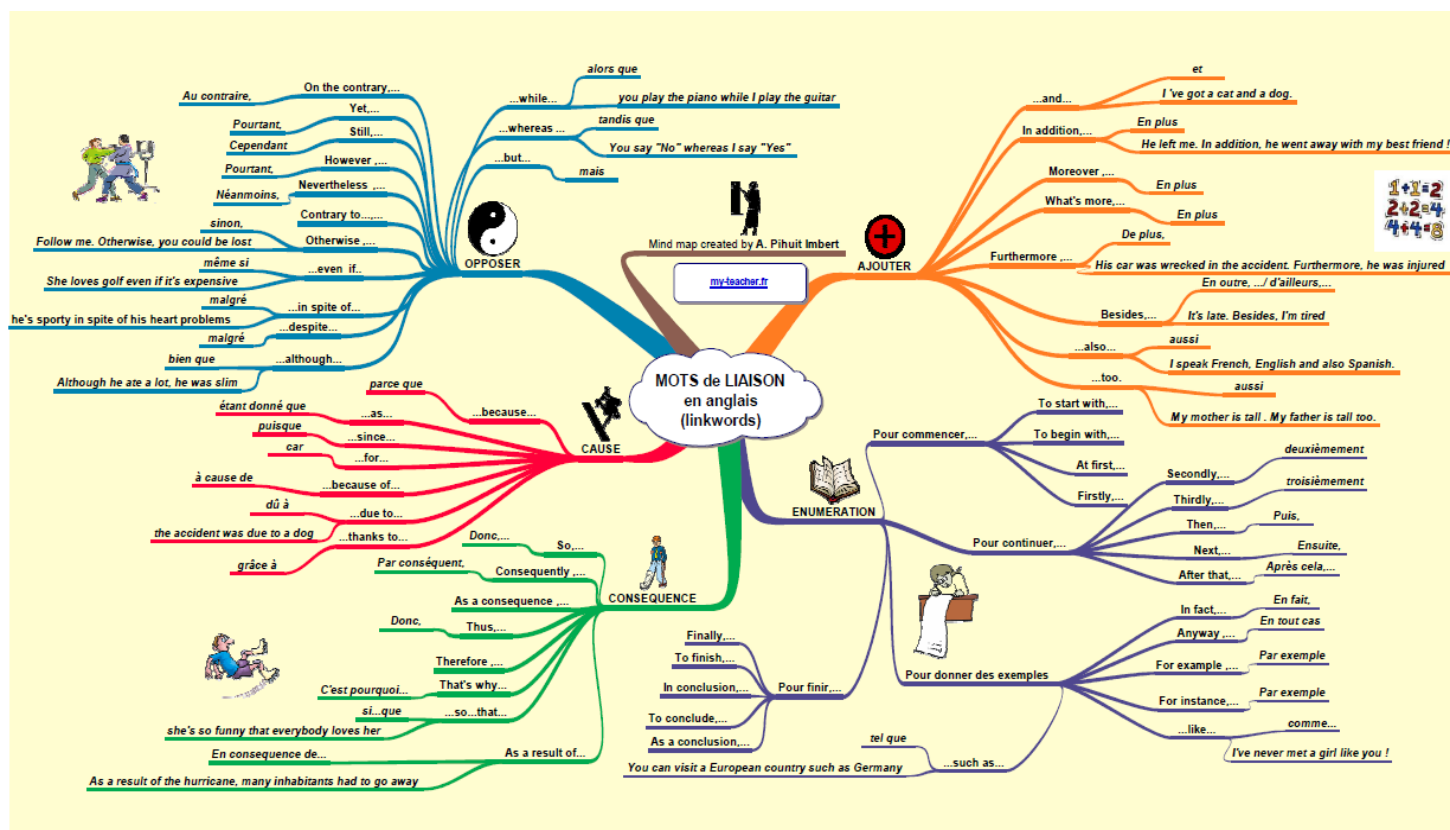 MOTS de LIAISON
en anglais
(linkwords)
Mind map created by A. Pihuit Imbert
my-teacher.fr
OPPOSER
On the contrary,...
Au contraire,
Yet,...
Pourtant,
Still,...
Cependant
However ,...
Pourtant,
Nevertheless ,...
Néanmoins,
Contrary to...,...
Otherwise ,...
sinon,
Follow me. Otherwise, you could be lost
...even if..
même si
She loves golf even if it's expensive
...in spite of...
malgré
he's sporty in spite of his heart problems
...despite...
malgré
...although...
bien que
Although he ate a lot, he was slim
...while...
alors que
you play the piano while I play the guitar
...whereas ...
tandis que
You say "No" whereas I say "Yes"
...but...
mais
AJOUTER
...and...
et
I 've got a cat and a dog.
In addition,...
En plus
He left me. In addition, he went away with my best friend !
Moreover ,...
En plus
What's more,...
En plus
Furthermore ,...
De plus,
His car was wrecked in the accident. Furthermore, he was injured
Besides,...
En outre, .../ d'ailleurs,...
It's late. Besides, I'm tired
...also...
aussi
I speak French, English and also Spanish.
...too.
aussi
My mother is tall . My father is tall too.
1+1=2
2+2=4
4+4=8
CAUSE
...because...
parce que
...as...
étant donné que
...since...
puisque
...for...
car
...because of...
à cause de
...due to...
dû à
the accident was due to a dog
...thanks to...
grâce à
CONSEQUENCE
So,...
Donc,...
Consequently ,...
Par conséquent,
As a consequence ,...
Thus,...
Donc,
Therefore ,...
That's why...
C'est pourquoi...
...so...that...
si...que
she's so funny that everybody loves her
As a result of...
En consequence de...
As a result of the hurricane, many inhabitants had to go away
ENUMERATION
Pour commencer,...
To start with,...
To begin with,...
At first,...
Firstly,...
Pour continuer,...
Secondly,...
deuxièmement
Thirdly,...
troisièmement
Then,...
Puis,
Next,...
Ensuite,
After that,...
Après cela,...
Pour donner des exemples
In fact,...
En fait,
Anyway ,...
En tout cas
For example ,...
Par exemple
For instance,...
Par exemple
...like...
comme...
I've never met a girl like you !
...such as...
tel que
You can visit a European country such as Germany
Pour finir,...
Finally,...
To finish,...
In conclusion,...
To conclude,...
As a conclusion,...